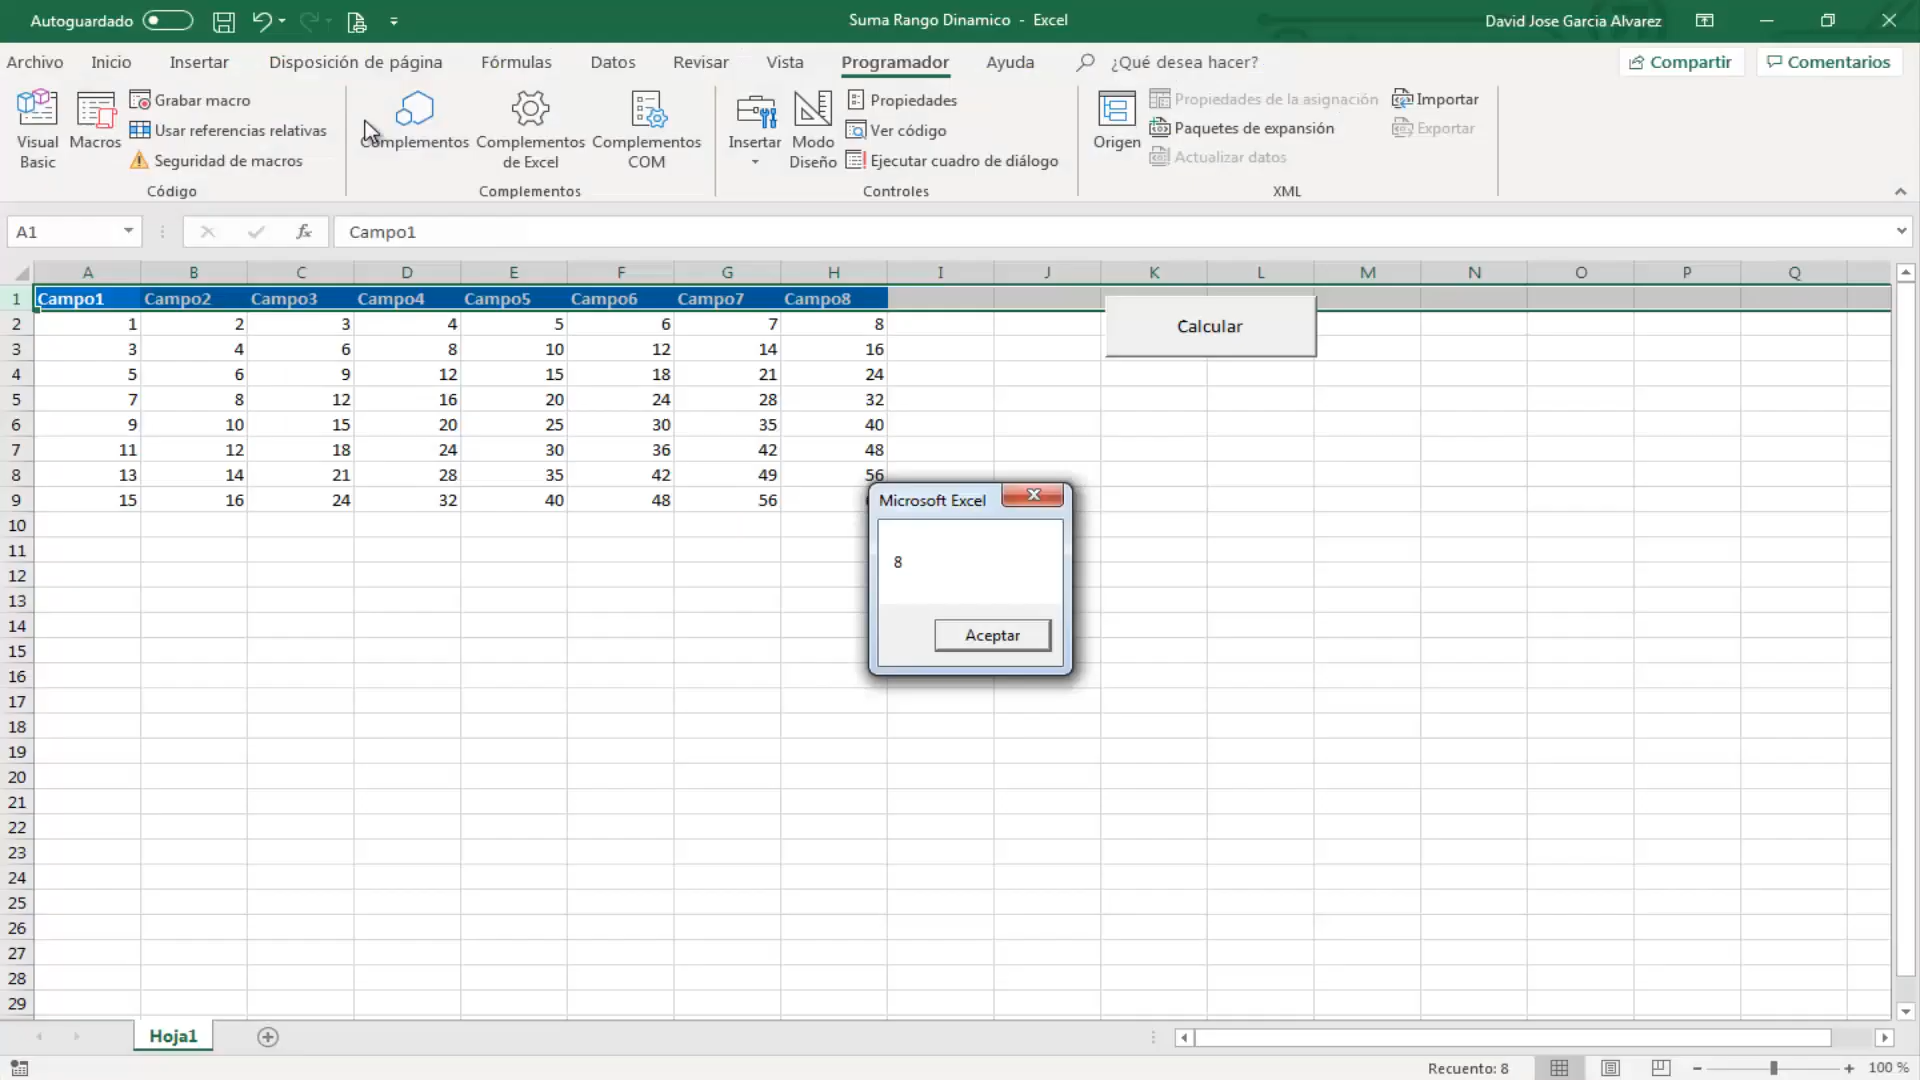 Autoguardado
Suma Rango Dinamico - Excel
David Jose Garcia Alvarez
Archivo Inicio Insertar Disposición de página Fórmulas Datos Revisar Vista Programador Ayuda ¿Qué desea hacer? Compartir Comentarios
Visual Basic
Macros
Grabar macro
Usar referencias relativas
Seguridad de macros
Código
Complementos
Complementos de Excel
Complementos COM
Complementos
Insertar
Modo Diseño
Propiedades
Ver código
Ejecutar cuadro de diálogo
Controles
Origen
Propiedades de la asignación
Paquetes de expansión
Actualizar datos
Importar
Exportar
XML
A1 fx Campo1
A B C D E F G H I J K L M N O P Q
1 Campo1 Campo2 Campo3 Campo4 Campo5 Campo6 Campo7 Campo8
2 1 2 3 4 5 6 7 8
3 3 4 6 8 10 12 14 16
4 5 6 9 12 15 18 21 24
5 7 8 12 16 20 24 28 32
6 9 10 15 20 25 30 35 40
7 11 12 18 24 30 36 42 48
8 13 14 21 28 35 42 49 56
9 15 16 24 32 40 48 56
10
11
12
13
14
15
16
17
18
19
20
21
22
23
24
25
26
27
28
29
Calcular
Microsoft Excel
8
Aceptar
Hoja1
Recuento: 8
100 %